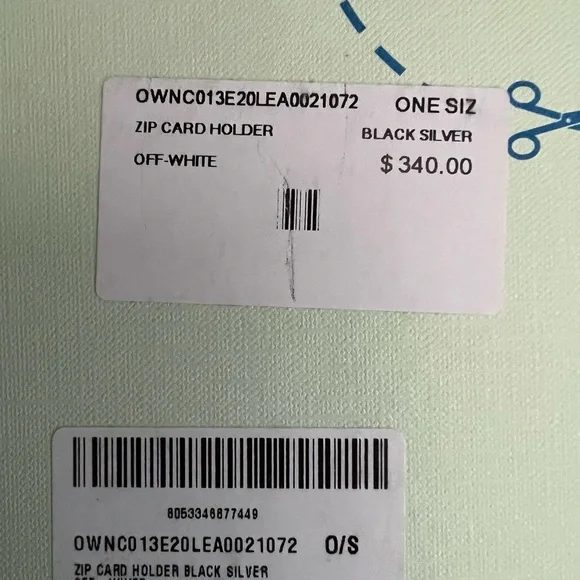 OWNC013E20LEA0021072 ONE SIZ
ZIP CARD HOLDER BLACK SILVER
OFF-WHITE $ 340.00
8053346877449
OWNC013E20LEA0021072 O/S
ZIP CARD HOLDER BLACK SILVER